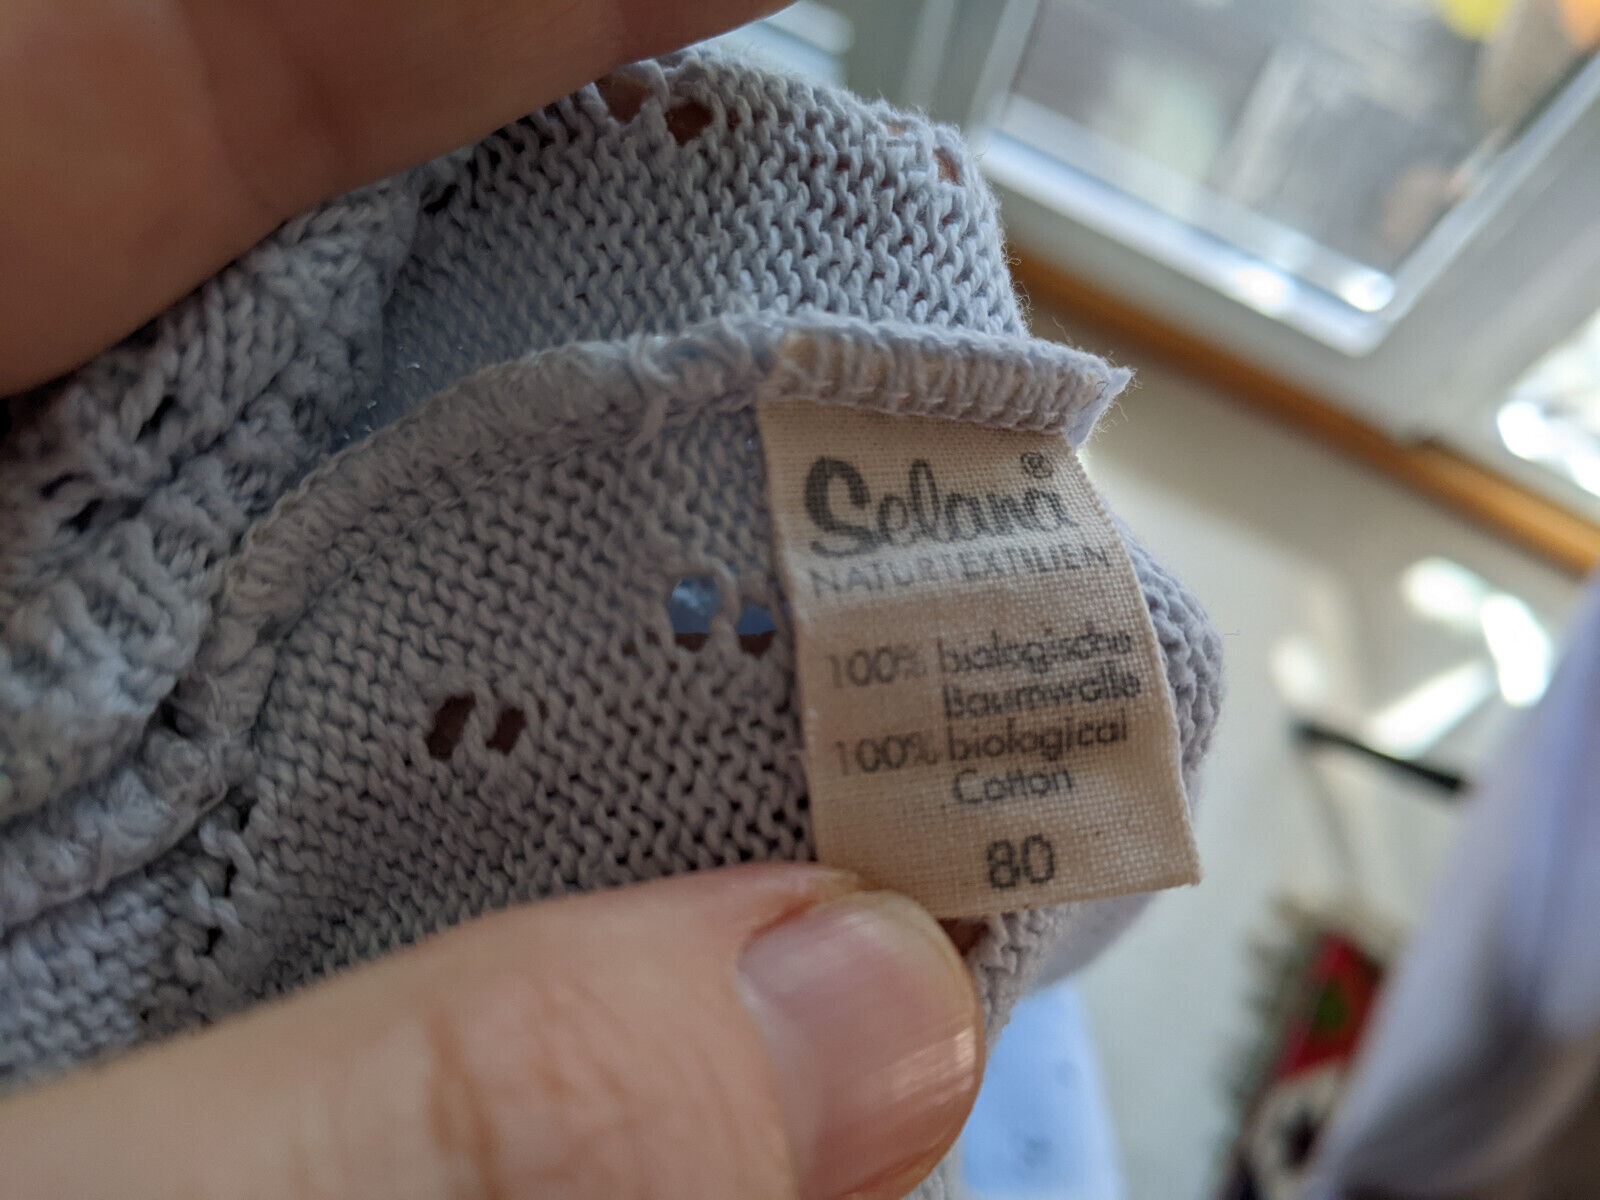 Selana®
NATURTEXTILIEN
100% biologische
Baumwolle
100% biological
Cotton
80